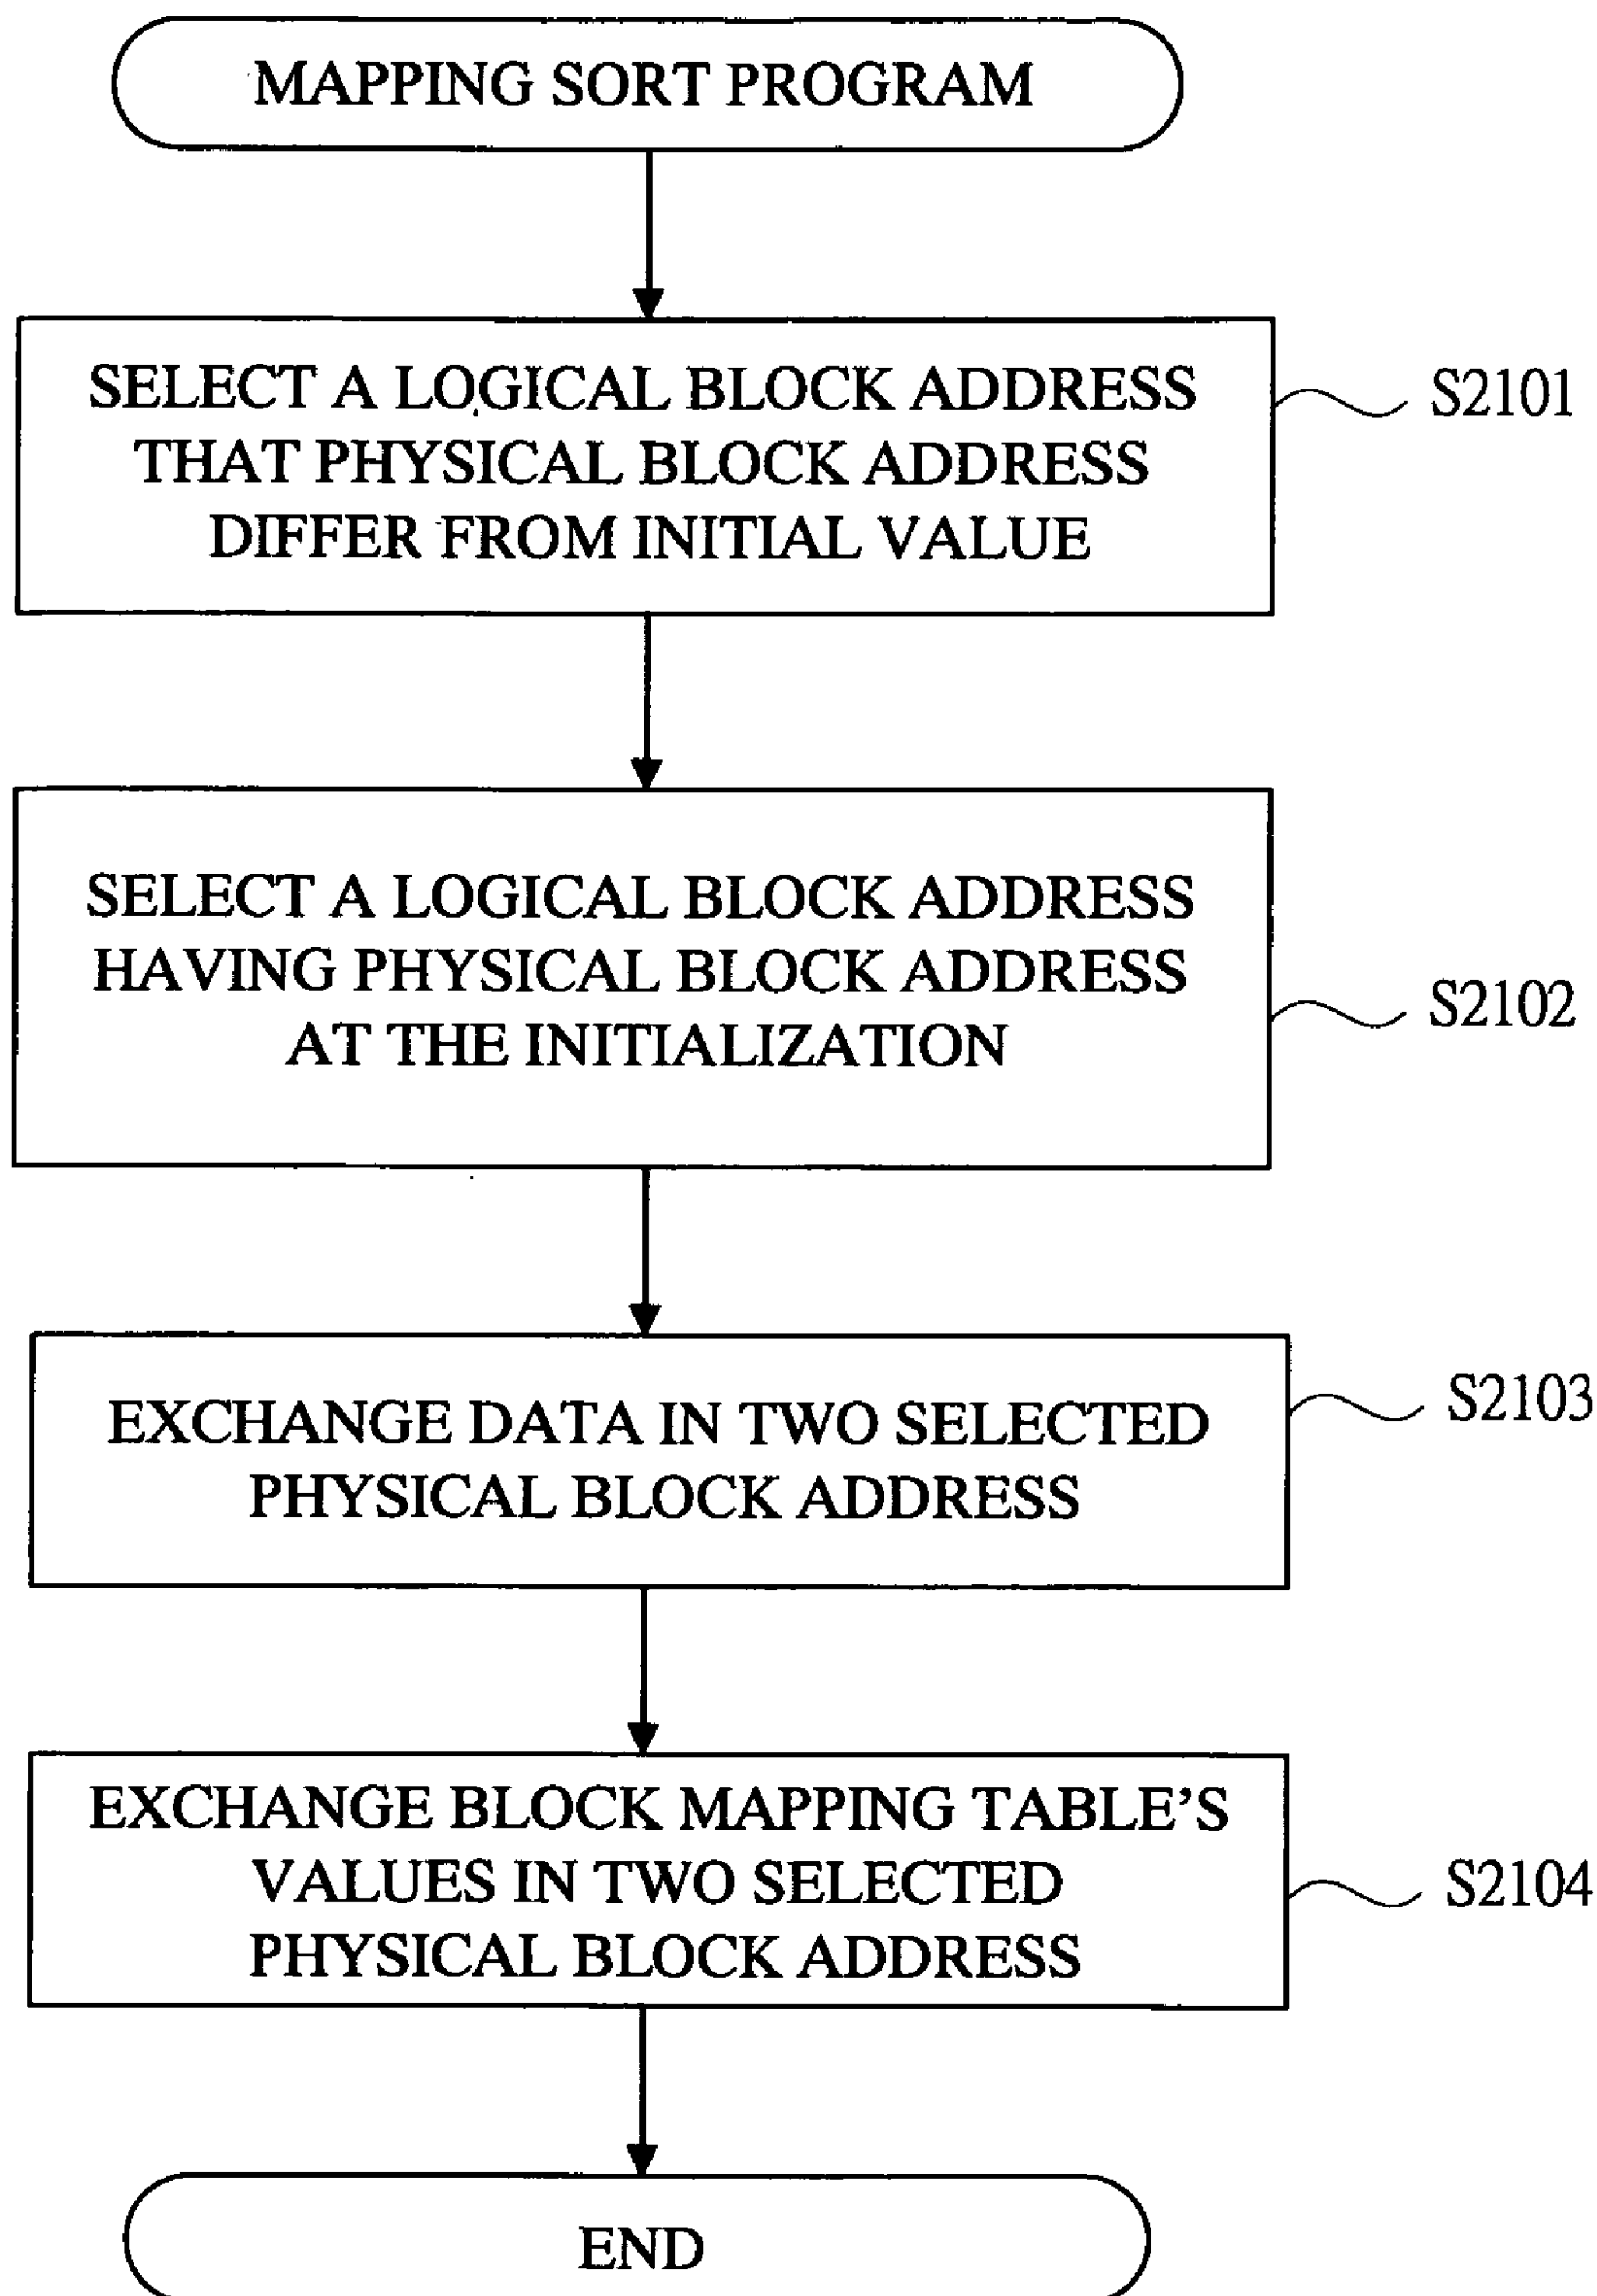 MAPPING SORT PROGRAM
SELECT A LOGICAL BLOCK ADDRESS
THAT PHYSICAL BLOCK ADDRESS
DIFFER FROM INITIAL VALUE
S2101
SELECT A LOGICAL BLOCK ADDRESS
HAVING PHYSICAL BLOCK ADDRESS
AT THE INITIALIZATION
S2102
EXCHANGE DATA IN TWO SELECTED
PHYSICAL BLOCK ADDRESS
S2103
EXCHANGE BLOCK MAPPING TABLE'S
VALUES IN TWO SELECTED
PHYSICAL BLOCK ADDRESS
S2104
END